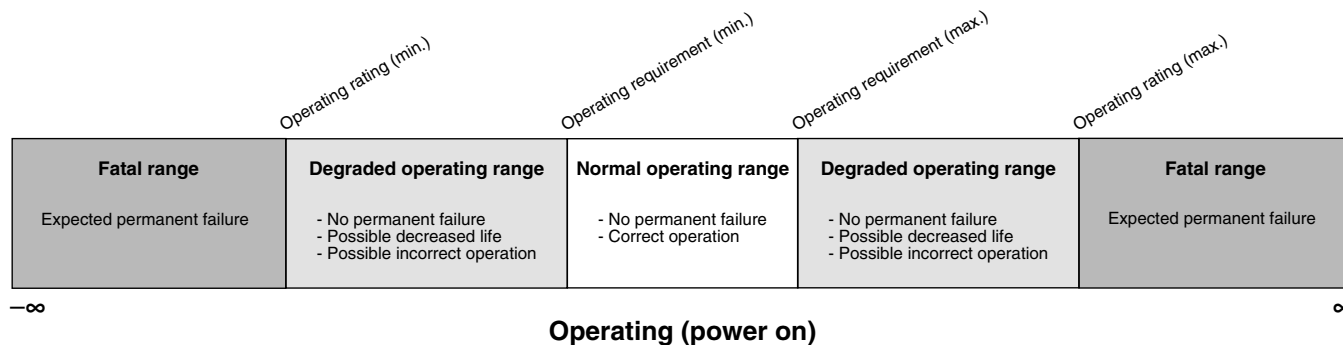 Operating rating (min.)
Operating requirement (min.)
Operating requirement (max.)
Operating rating (max.)
Fatal range
Expected permanent failure
Degraded operating range
- No permanent failure
- Possible decreased life
- Possible incorrect operation
Normal operating range
- No permanent failure
- Correct operation
Degraded operating range
- No permanent failure
- Possible decreased life
- Possible incorrect operation
Fatal range
Expected permanent failure
–∞
∞
Operating (power on)